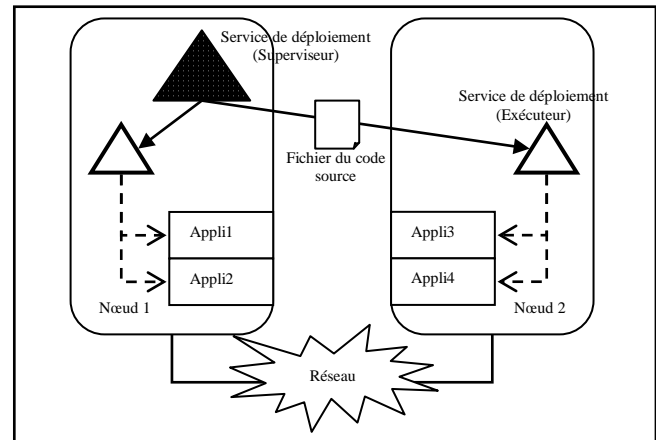 Service de déploiement
(Superviseur)
Service de déploiement
(Exécuteur)
Fichier du code
source
Appli1
Appli3
Appli2
Appli4
Nœud 1
Nœud 2
Réseau